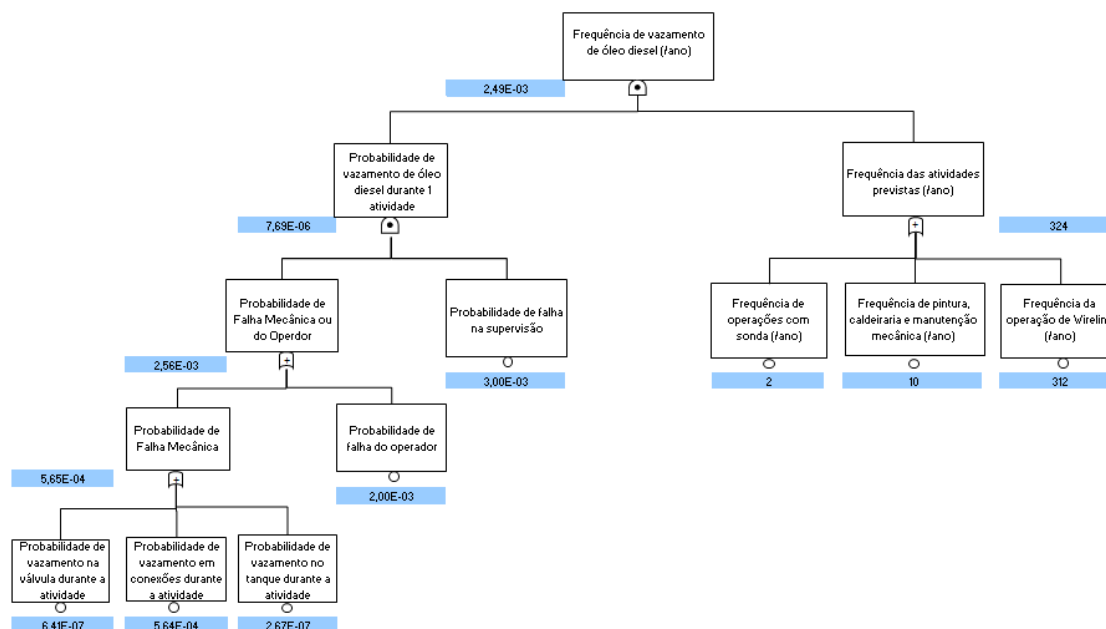 Frequência de vazamento
de óleo diesel (/ano)
2,49E-03
Probabilidade de
vazamento de óleo
diesel durante 1
atividade
7,69E-06
Frequência das atividades
previstas (/ano)
324
Probabilidade de
Falha Mecânica ou
do Operdor
2,56E-03
Probabilidade de falha
na supervisão
3,00E-03
Frequência de
operações com
sonda (/ano)
2
Frequência de pintura,
caldeiraria e manutenção
mecânica (/ano)
10
Frequência da
operação de Wirelin
(/ano)
312
Probabilidade de
Falha Mecânica
5,65E-04
Probabilidade de
falha do operador
2,00E-03
Probabilidade de
vazamento na
válvula durante a
atividade
6,41E-07
Probabilidade de
vazamento em
conexões durante
a atividade
5,64E-04
Probabilidade de
vazamento no
tanque durante a
atividade
2,67E-07